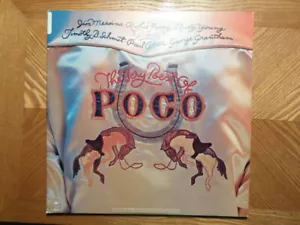 Jim Messina Richie Furay Rusty Young
Timothy B. Schmit Paul Cotton George Grantham
The Very Best Of
POCO